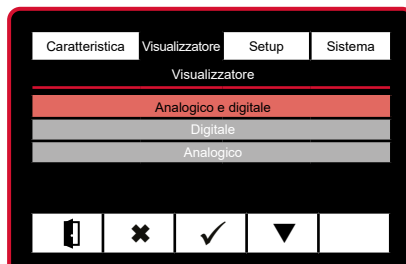 Caratteristica Visualizzatore Setup Sistema
Visualizzatore
Analogico e digitale
Digitale
Analogico